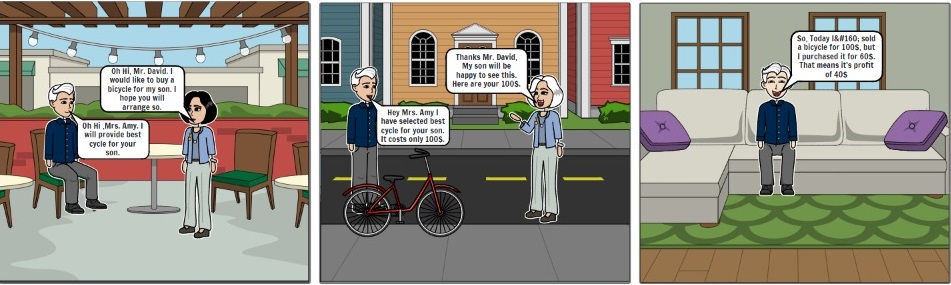 Oh Hi, Mr. David. I
would like to buy a
bicycle for my son. I
hope you will
arrange so.
Oh Hi ,Mrs. Amy. I
will provide best
cycle for your
son.
Thanks Mr. David,
My son will be
happy to see this.
Here are your 100$.
Hey Mrs. Amy I
have selected best
cycle for your son.
It costs only 100$.
So, Today I&#160; sold
a bicycle for 100$, but
I purchased it for 60$.
That means it's profit
of 40$